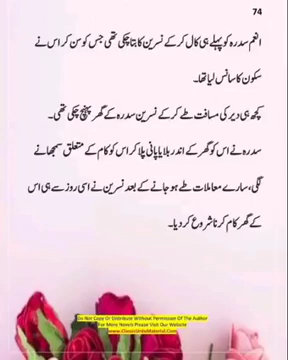 74
انعم سدرہ کو پہلے ہی کال کر کے نسرین کا بتا چکی تھی جس کو سن کر اس نے
سکون کا سانس لیا تھا۔
کچھ ہی دیر کی مسافت طے کر کے نسرین سدرہ کے گھر پہنچ چکی تھی۔
سدرہ نے اس کو گھر کے اندر بلایا پانی پلا کر اس کو کام کے متعلق سمجھانے
لگی، سارے معاملات طے ہو جانے کے بعد نسرین نے اسی روز سے ہی اس
کے گھر کام کرنا شروع کر دیا۔
Do Not Copy Or Distribute Without Permission Of The Author
For More Novels Please Visit Our Website
www.ClassicUrduMaterial.Com